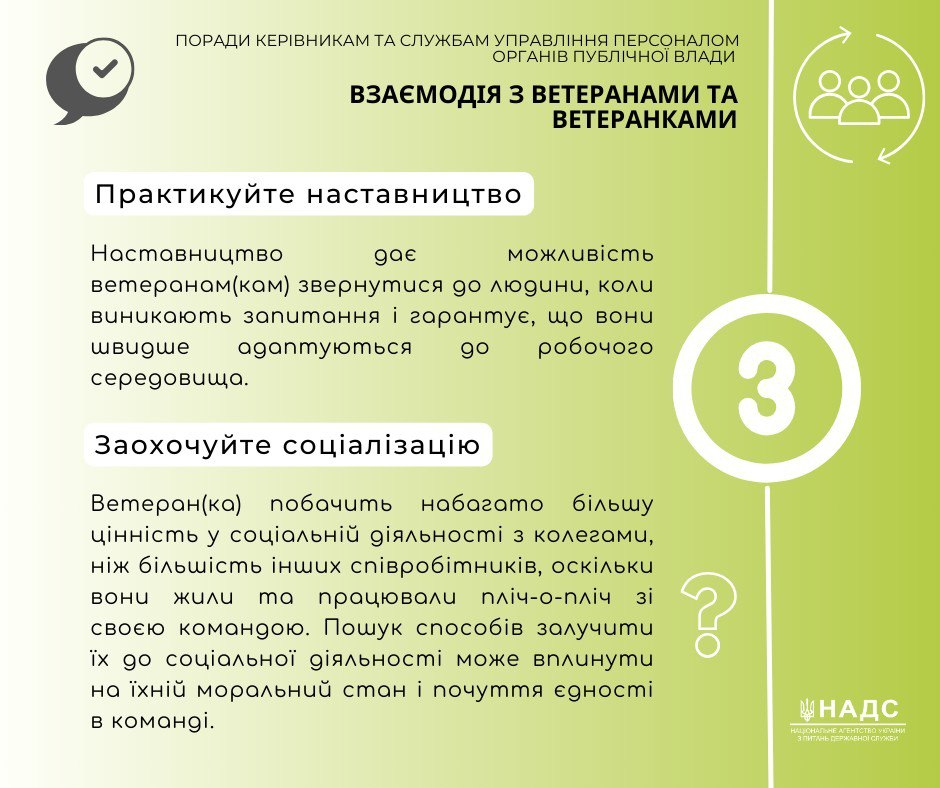 ПОРАДИ КЕРІВНИКАМ ТА СЛУЖБАМ УПРАВЛІННЯ ПЕРСОНАЛОМ
ОРГАНІВ ПУБЛІЧНОЇ ВЛАДИ
ВЗАЄМОДІЯ З ВЕТЕРАНАМИ ТА
ВЕТЕРАНКАМИ
Практикуйте наставництво
Наставництво дає можливість
ветеранам(кам) звернутися до людини, коли
виникають запитання і гарантує, що вони
швидше адаптуються до робочого
середовища.
3
Заохочуйте соціалізацію
Ветеран(ка) побачить набагато більшу
цінність у соціальній діяльності з колегами,
ніж більшість інших співробітників, оскільки
вони жили та працювали пліч-о-пліч зі
своєю командою. Пошук способів залучити
їх до соціальної діяльності може вплинути
на їхній моральний стан і почуття єдності
в команді.
?
НАДС
НАЦІОНАЛЬНЕ АГЕНТСТВО УКРАЇНИ
З ПИТАНЬ ДЕРЖАВНОЇ СЛУЖБИ